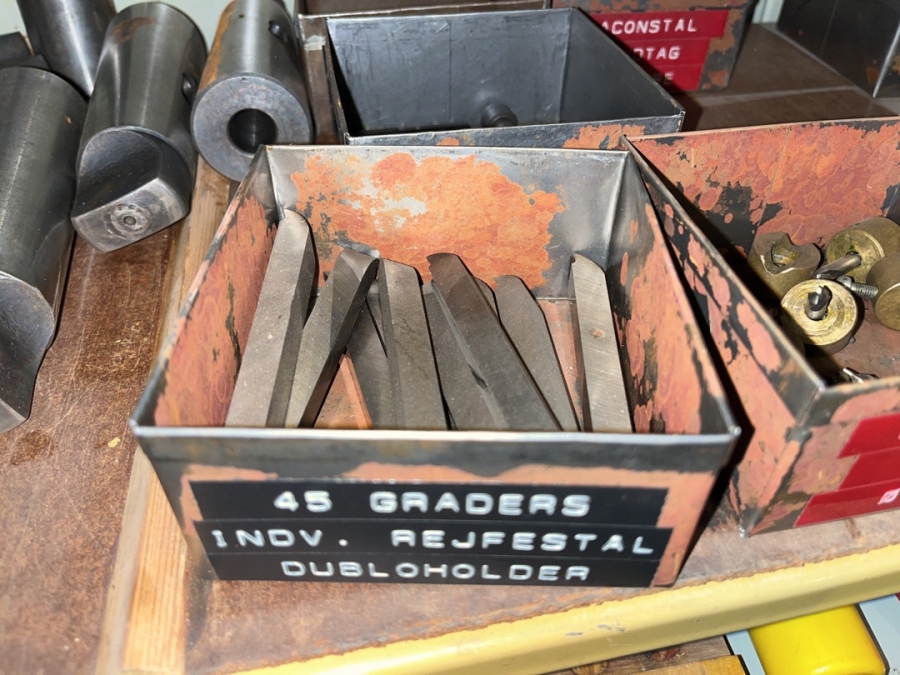 ACONSTAL
OTAG
45 GRADERS
INDV. REJFESTAL
DUBLOHOLDER